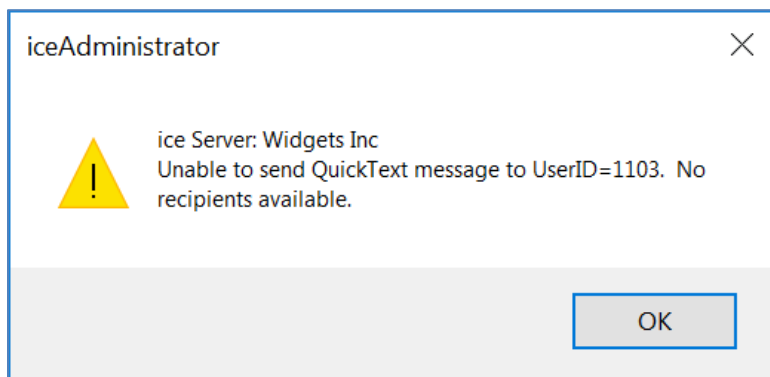 iceAdministrator
ice Server: Widgets Inc
Unable to send QuickText message to UserID=1103.  No
recipients available.
OK